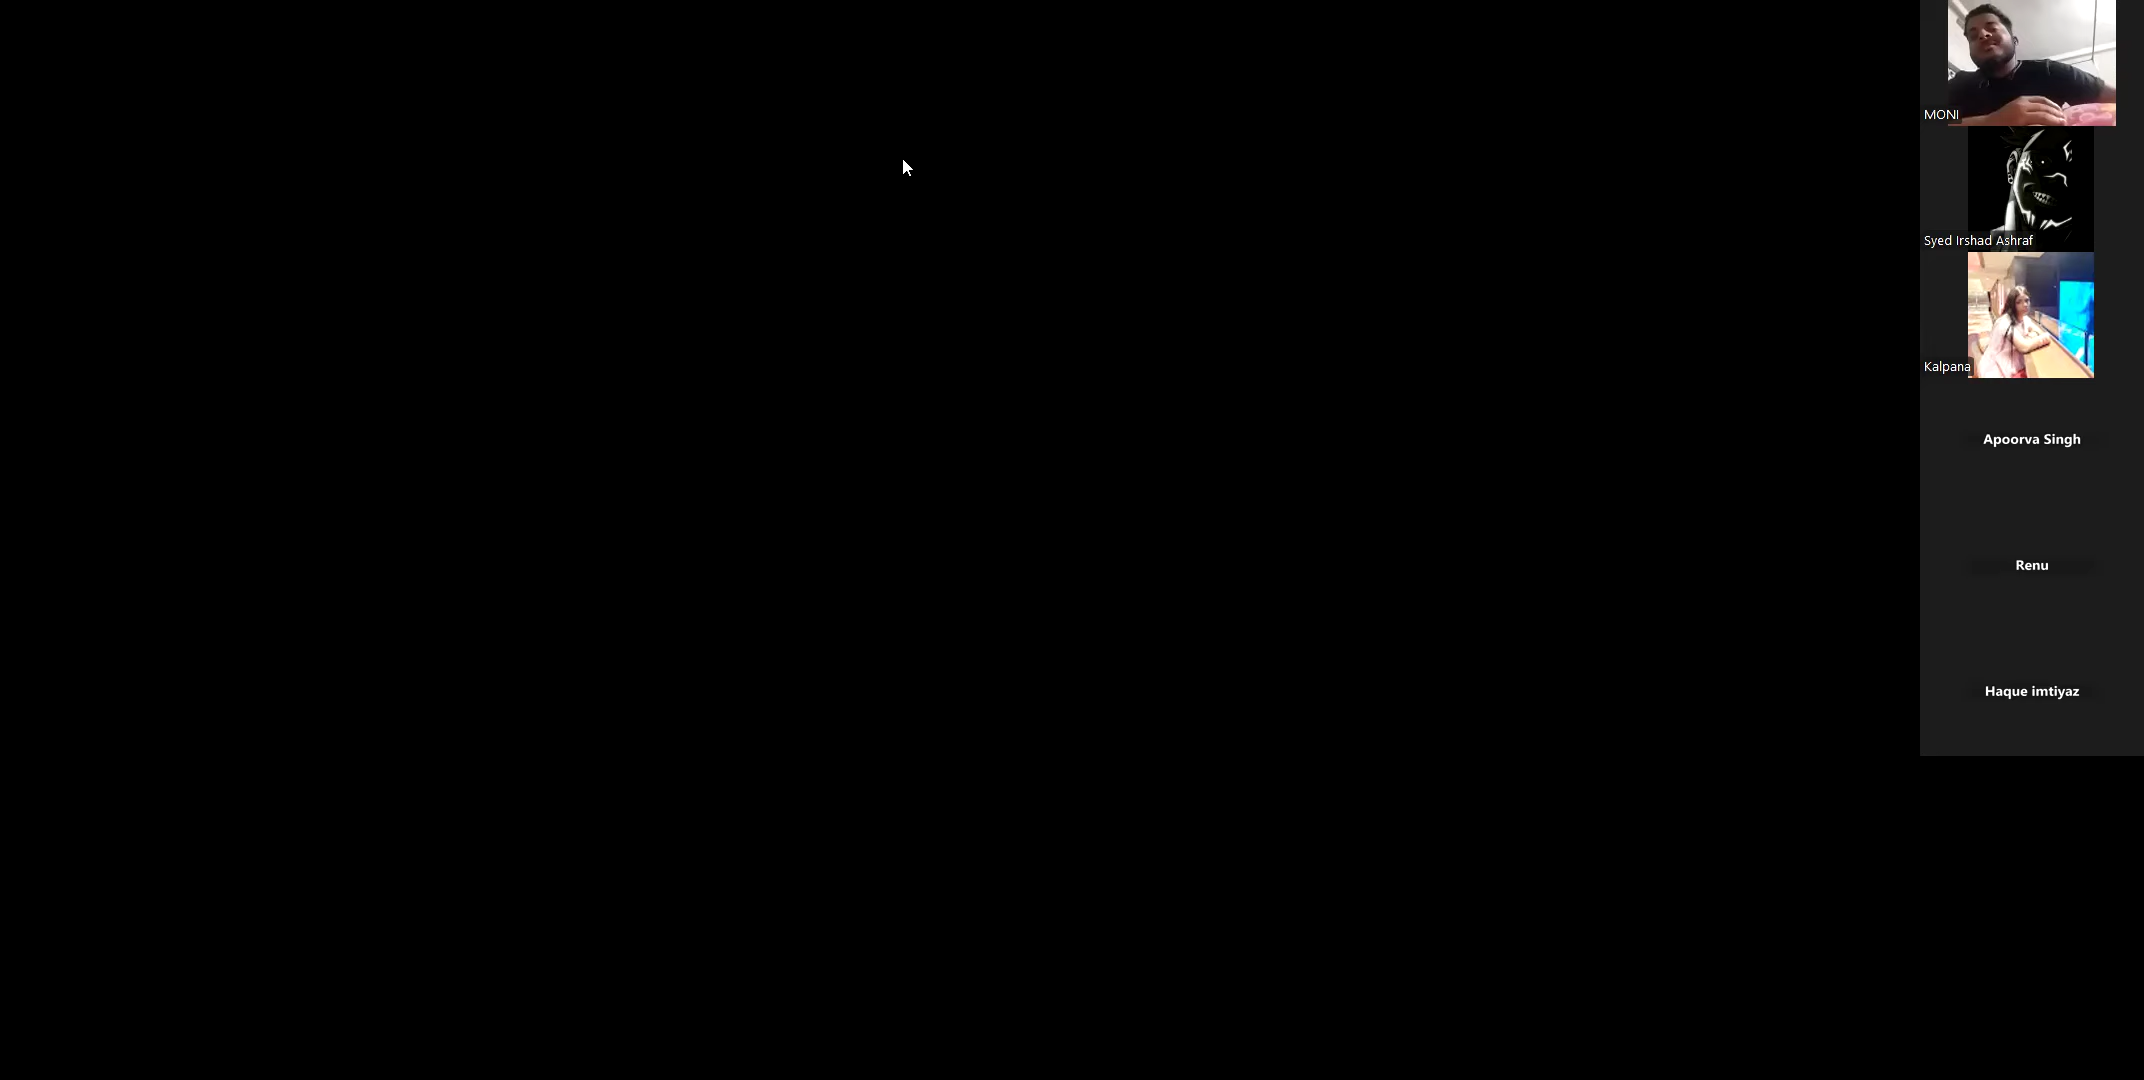 MONI
Syed Irshad Ashraf
Kalpana
Apoorva Singh
Renu
Haque imtiyaz